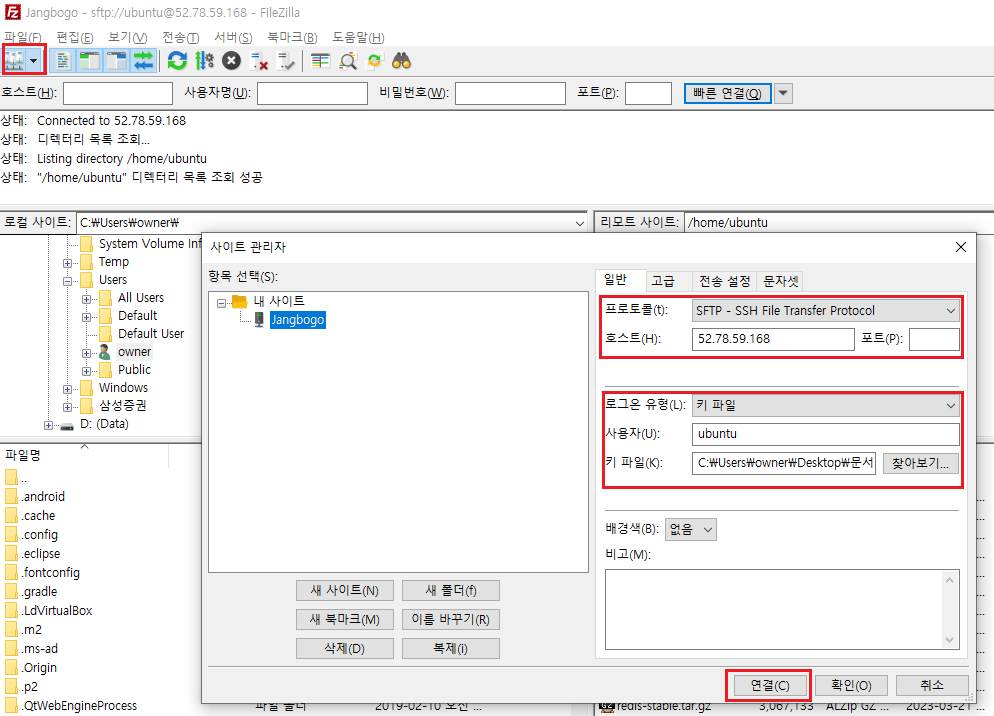 Jangbogo - sftp://ubuntu@52.78.59.168 - FileZilla
파일(F) 편집(E) 보기(V) 전송(T) 서버(S) 북마크(B) 도움말(H)
호스트(H): 사용자명(U): 비밀번호(W): 포트(P): 빠른 연결(Q)
상태: Connected to 52.78.59.168
상태: 디렉터리 목록 조회...
상태: Listing directory /home/ubuntu
상태: "/home/ubuntu" 디렉터리 목록 조회 성공
로컬 사이트: C:₩Users₩owner₩
리모트 사이트: /home/ubuntu
System Volume Inf
Temp
Users
All Users
Default
Default User
owner
Public
Windows
삼성증권
D: (Data)
파일명
..
.android
.cache
.config
.eclipse
.fontconfig
.gradle
.LdVirtualBox
.m2
.ms-ad
.Origin
.p2
.QtWebEngineProcess 파일 폴더 2019-02-10 오전 ...
redis-stable.tar.gz 3,067,133 ALZip GZ ... 2023-03-21 ...
사이트 관리자
항목 선택(S):
내 사이트
Jangbogo
새 사이트(N) 새 폴더(f)
새 북마크(M) 이름 바꾸기(R)
삭제(D) 복제(i)
일반 고급 전송 설정 문자셋
프로토콜(t): SFTP - SSH File Transfer Protocol
호스트(H): 52.78.59.168 포트(P):
로그온 유형(L): 키 파일
사용자(U): ubuntu
키 파일(K): C:₩Users₩owner₩Desktop₩문서 찾아보기...
배경색(B): 없음
비고(M):
연결(C) 확인(O) 취소